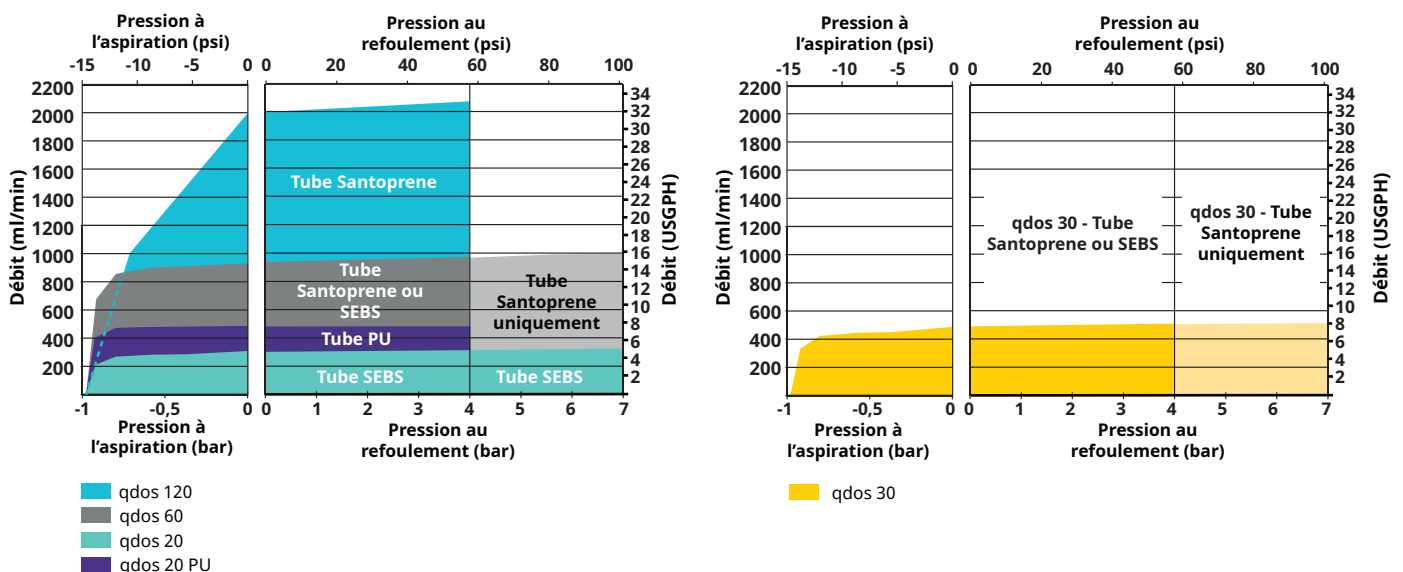 Pression à
l'aspiration (psi)
Pression au
refoulement (psi)
-15 -10 -5 0 0 20 40 60 80 100
2200
2000
1800
1600
1400
1200
1000
800
600
400
200
Débit (ml/min)
Tube Santoprene
Tube
Santoprene ou
SEBS
Tube PU
Tube SEBS
Tube
Santoprene
uniquement
Tube SEBS
34
32
30
28
26
24
22
20
18
16
14
12
10
8
6
4
2
Débit (USGPH)
-1 -0,5 0 0 1 2 3 4 5 6 7
Pression à
l'aspiration (bar)
Pression au
refoulement (bar)
qdos 120
qdos 60
qdos 20
qdos 20 PU
Pression à
l'aspiration (psi)
Pression au
refoulement (psi)
-15 -10 -5 0 0 20 40 60 80 100
2200
2000
1800
1600
1400
1200
1000
800
600
400
200
Débit (ml/min)
qdos 30 - Tube
Santoprene ou SEBS
qdos 30 - Tube
Santoprene
uniquement
34
32
30
28
26
24
22
20
18
16
14
12
10
8
6
4
2
Débit (USGPH)
-1 -0,5 0 0 1 2 3 4 5 6 7
Pression à
l'aspiration (bar)
Pression au
refoulement (bar)
qdos 30